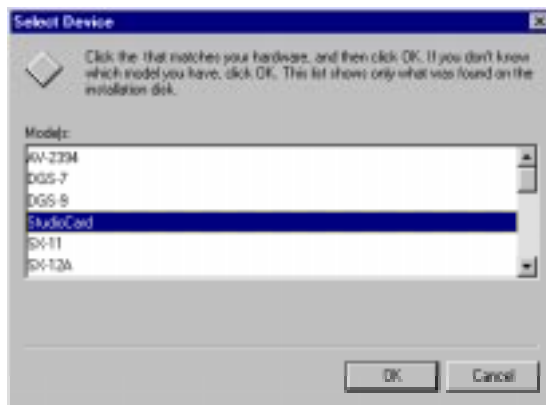 Select Device
Click the that matches your hardware, and then click OK. If you don't know
which model you have, click OK. This list shows only what was found on the
installation disk.
Models:
AV-2394
DGS-7
DGS-9
StudioCard
SX-11
SX-12A
OK
Cancel